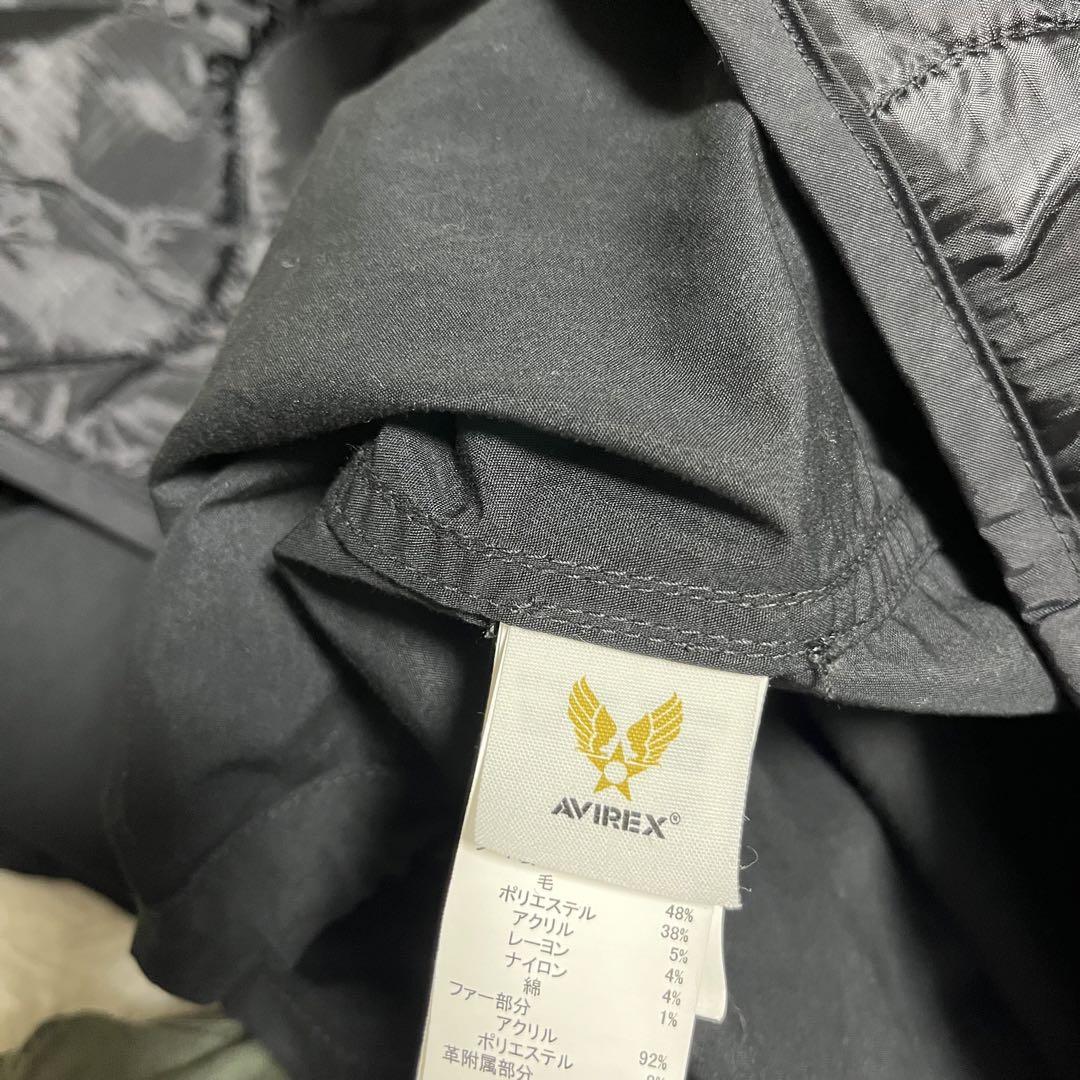 AVIREX®
毛 48%
ポリエステル 38%
アクリル 5%
レーヨン 4%
ナイロン 4%
綿 1%
ファー部分
アクリル 92%
ポリエステル
革附属部分